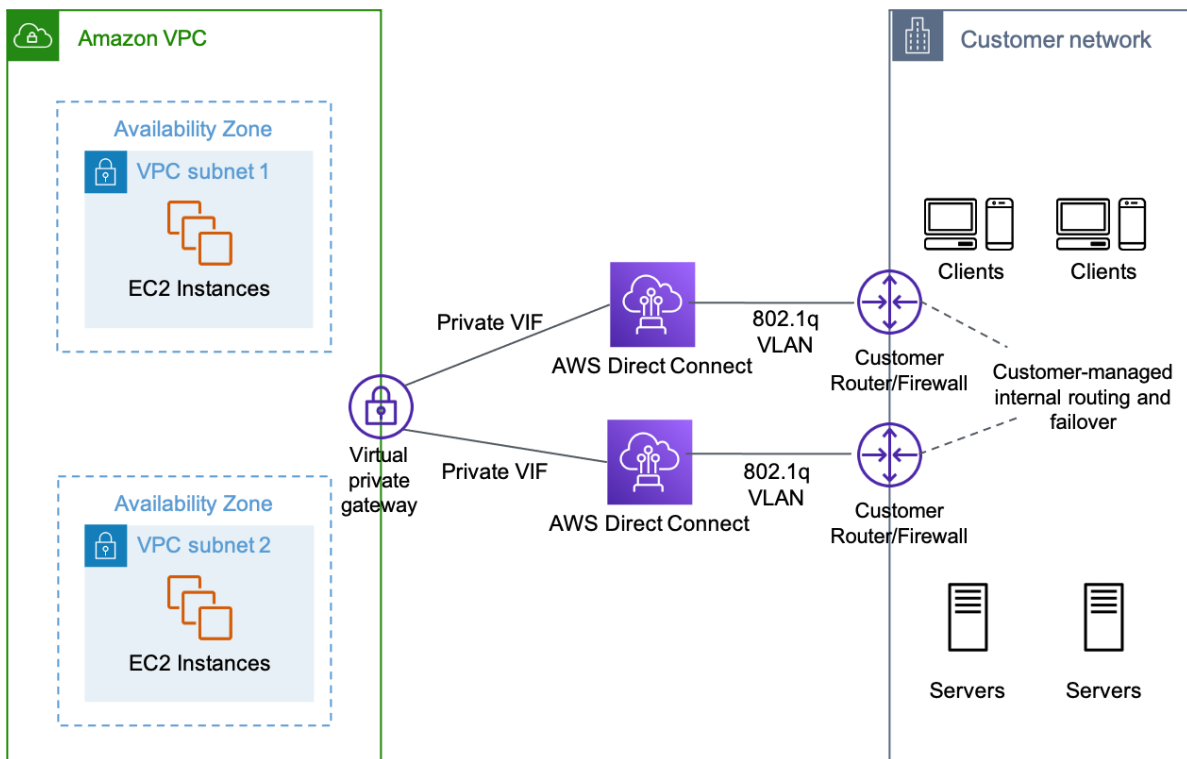 Amazon VPC
Customer network
Availability Zone
VPC subnet 1
EC2 Instances
Clients
Clients
Private VIF
802.1q
VLAN
AWS Direct Connect
Customer
Router/Firewall
Customer-managed
internal routing and
failover
Virtual
private
gateway
Private VIF
802.1q
VLAN
AWS Direct Connect
Customer
Router/Firewall
Availability Zone
VPC subnet 2
EC2 Instances
Servers
Servers